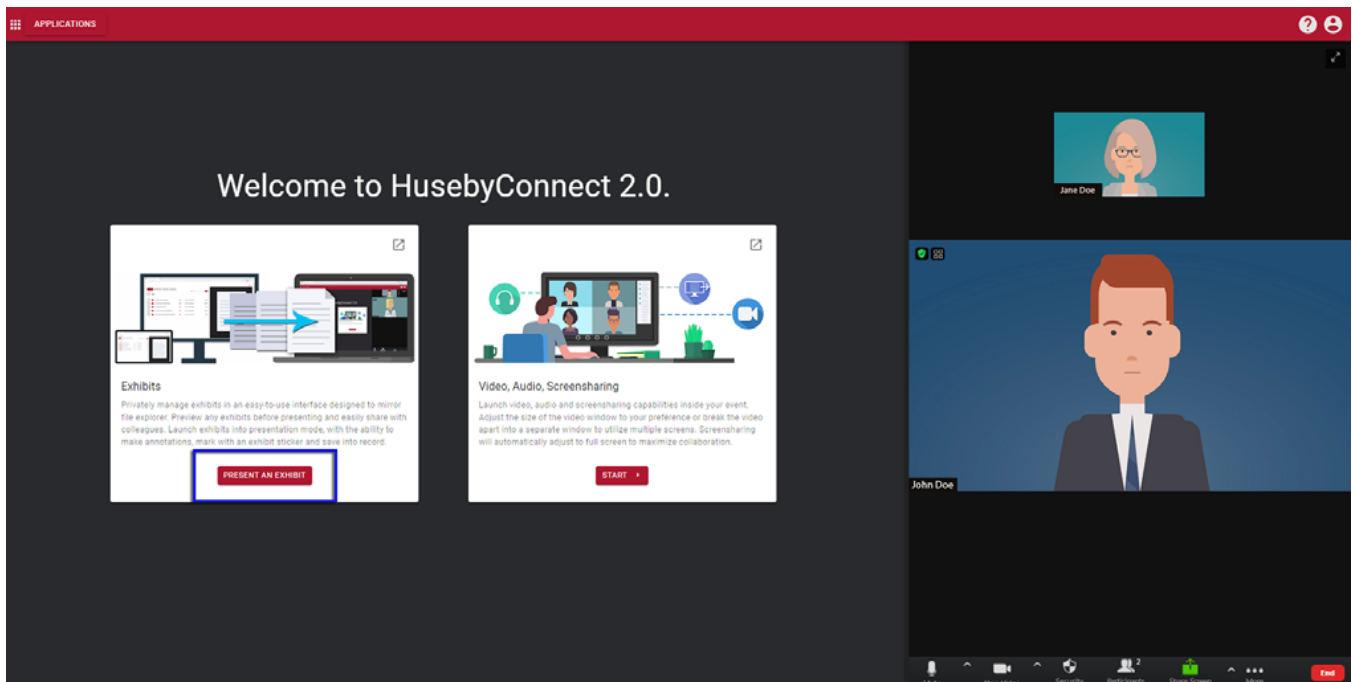 APPLICATIONS
Welcome to HusebyConnect 2.0.
Exhibits
Privately manage exhibits in an easy-to-use interface designed to mirror
file explorer. Preview any exhibits before presenting and easily share with
colleagues. Launch exhibits into presentation mode, with the ability to
make annotations, mark with an exhibit sticker and save into record.
PRESENT AN EXHIBIT
Video, Audio, Screensharing
Launch video, audio and screensharing capabilities inside your event.
Adjust the size of the video window to your preference or break the video
apart into a separate window to utilize multiple screens. Screensharing
will automatically adjust to full screen to maximize collaboration.
START
Jane Doe
John Doe
2
Security
Participants
Share Screen
More
End